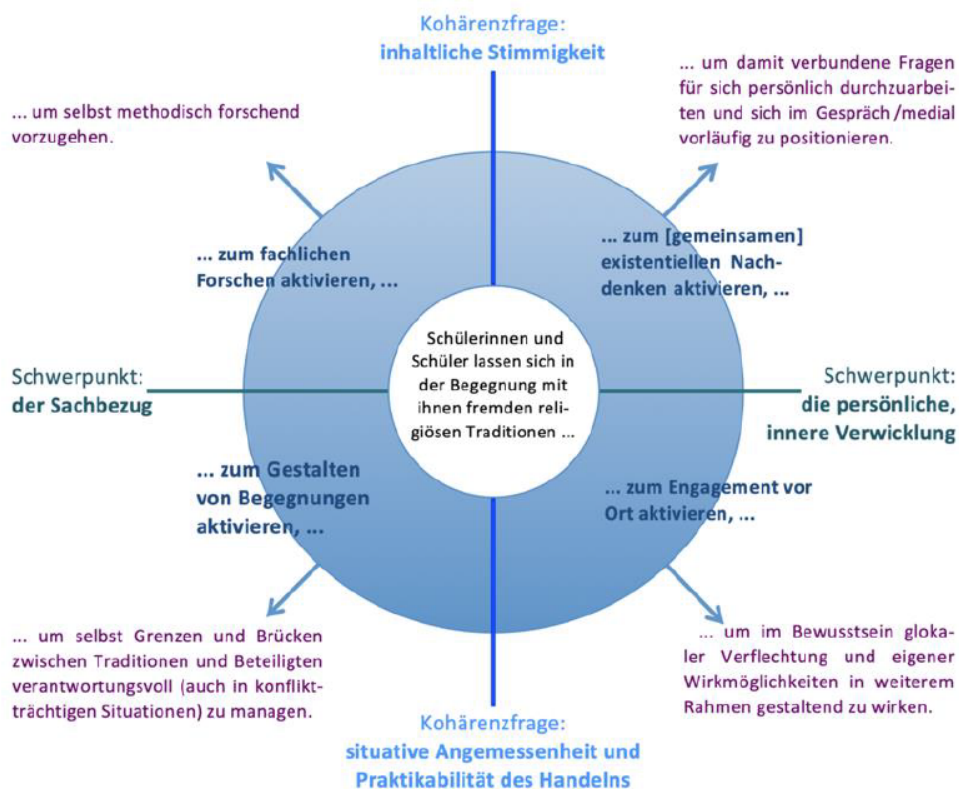 Kohärenzfrage:
inhaltliche Stimmigkeit
... um selbst methodisch forschend
vorzugehen.
... um damit verbundene Fragen
für sich persönlich durchzuarbei-
ten und sich im Gespräch/medial
vorläufig zu positionieren.
... zum fachlichen
Forschen aktivieren, ...
... zum [gemeinsamen]
existentiellen Nach-
denken aktivieren, ...
Schülerinnen und
Schüler lassen sich in
der Begegnung mit
ihnen fremden reli-
giösen Traditionen ...
Schwerpunkt:
der Sachbezug
Schwerpunkt:
die persönliche,
innere Verwicklung
... zum Gestalten
von Begegnungen
aktivieren, ...
... zum Engagement vor
Ort aktivieren, ...
... um selbst Grenzen und Brücken
zwischen Traditionen und Beteiligten
verantwortungsvoll (auch in konflikt-
trächtigen Situationen) zu managen.
... um im Bewusstsein gloka-
ler Verflechtung und eigener
Wirkmöglichkeiten in weiterem
Rahmen gestaltend zu wirken.
Kohärenzfrage:
situative Angemessenheit und
Praktikabilität des Handelns